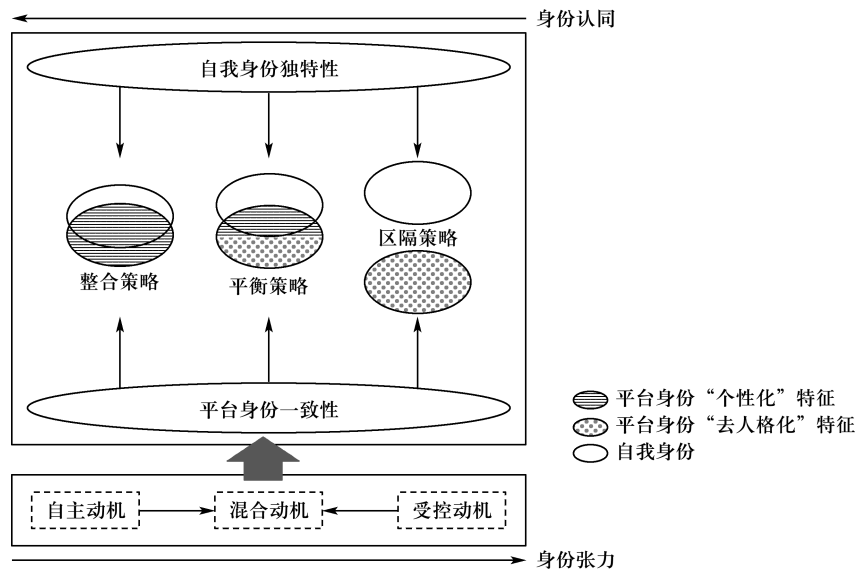 身份认同
自我身份独特性
区隔策略
整合策略
平衡策略
平台身份一致性
平台身份“个性化”特征
平台身份“去人格化”特征
自我身份
自主动机
混合动机
受控动机
身份张力